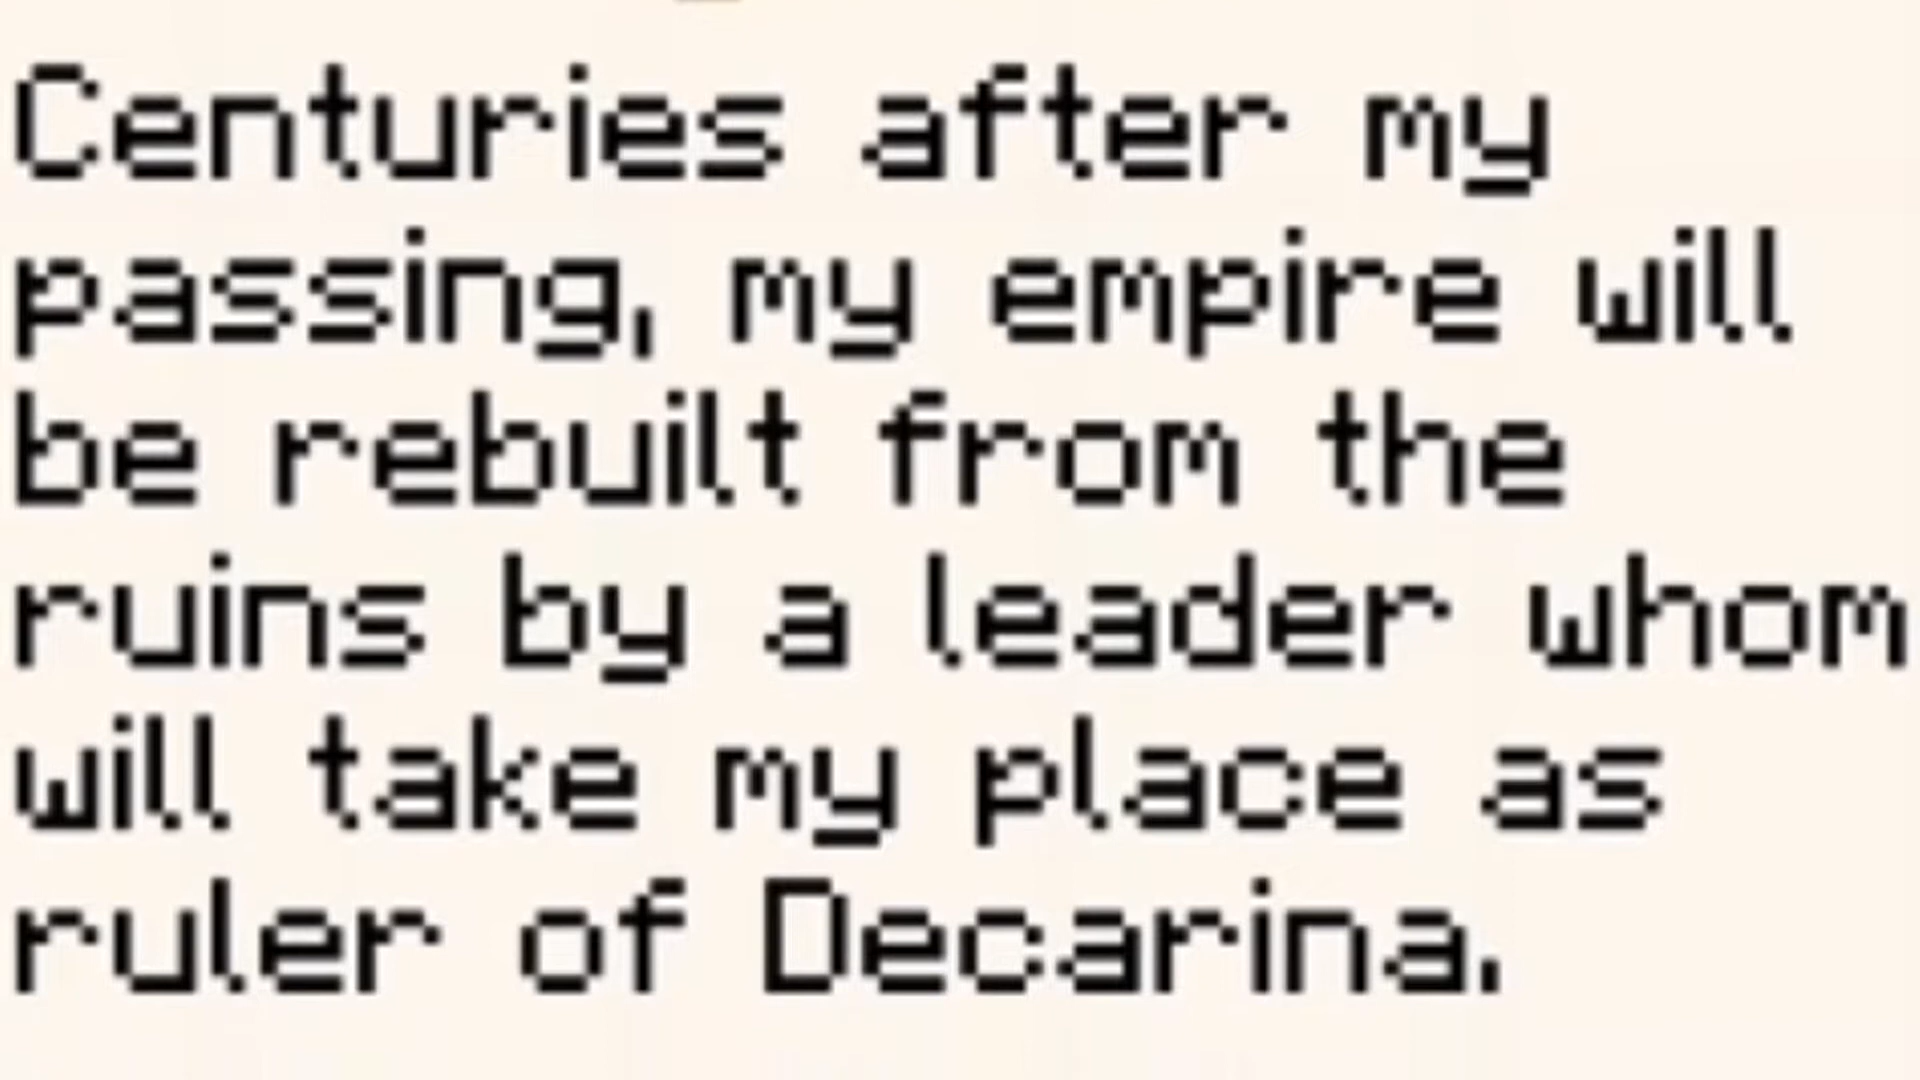 Centuries after my
passing, my empire will
be rebuilt from the
ruins by a leader whom
will take my place as
ruler of Decarina.